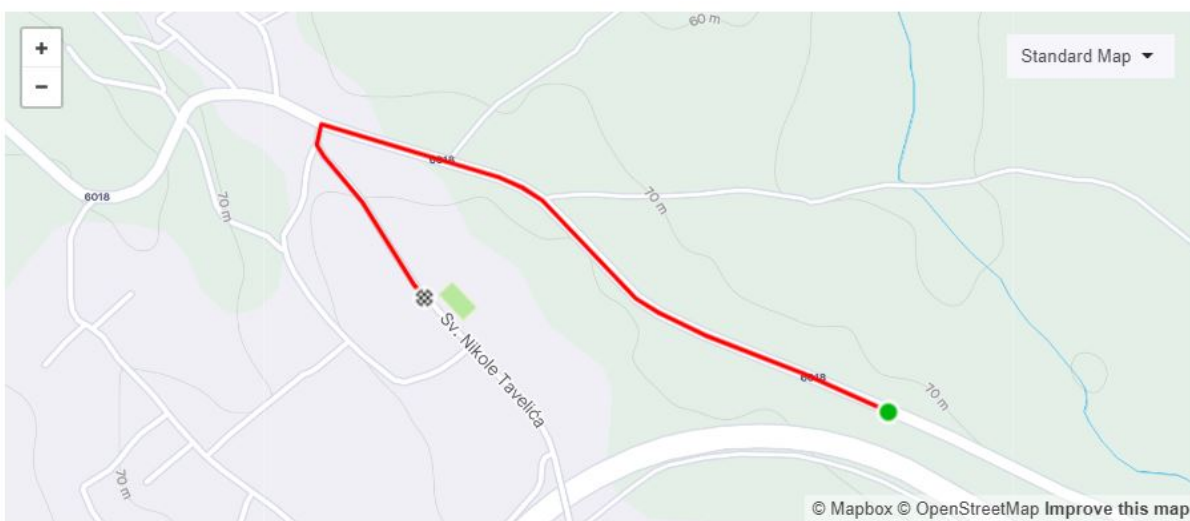 +
−
60 m
Standard Map
6018
6018
70 m
70 m
6018
Sv. Nikole Tavelića
70 m
70 m
© Mapbox © OpenStreetMap Improve this map